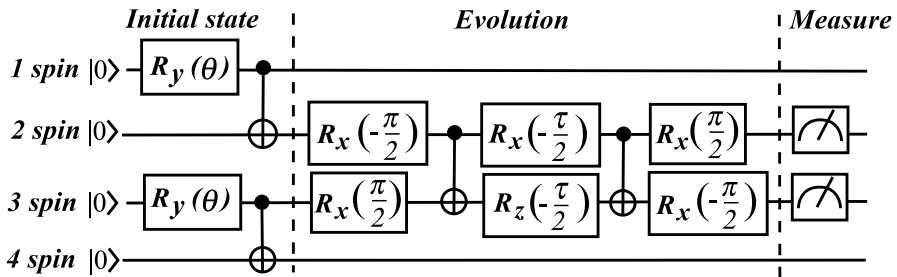 Initial state Evolution Measure
1 spin |0⟩ R_y(θ)
2 spin |0⟩ R_x(-π/2) R_x(-τ/2) R_x(π/2)
3 spin |0⟩ R_y(θ) R_x(π/2) R_z(-τ/2) R_x(-π/2)
4 spin |0⟩